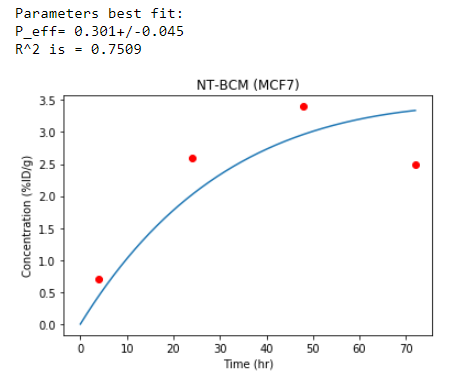 Parameters best fit:
P_eff= 0.301+/-0.045
R^2 is = 0.7509
NT-BCM (MCF7)
3.5
3.0
2.5
2.0
1.5
1.0
0.5
0.0
Concentration (%ID/g)
0 10 20 30 40 50 60 70
Time (hr)